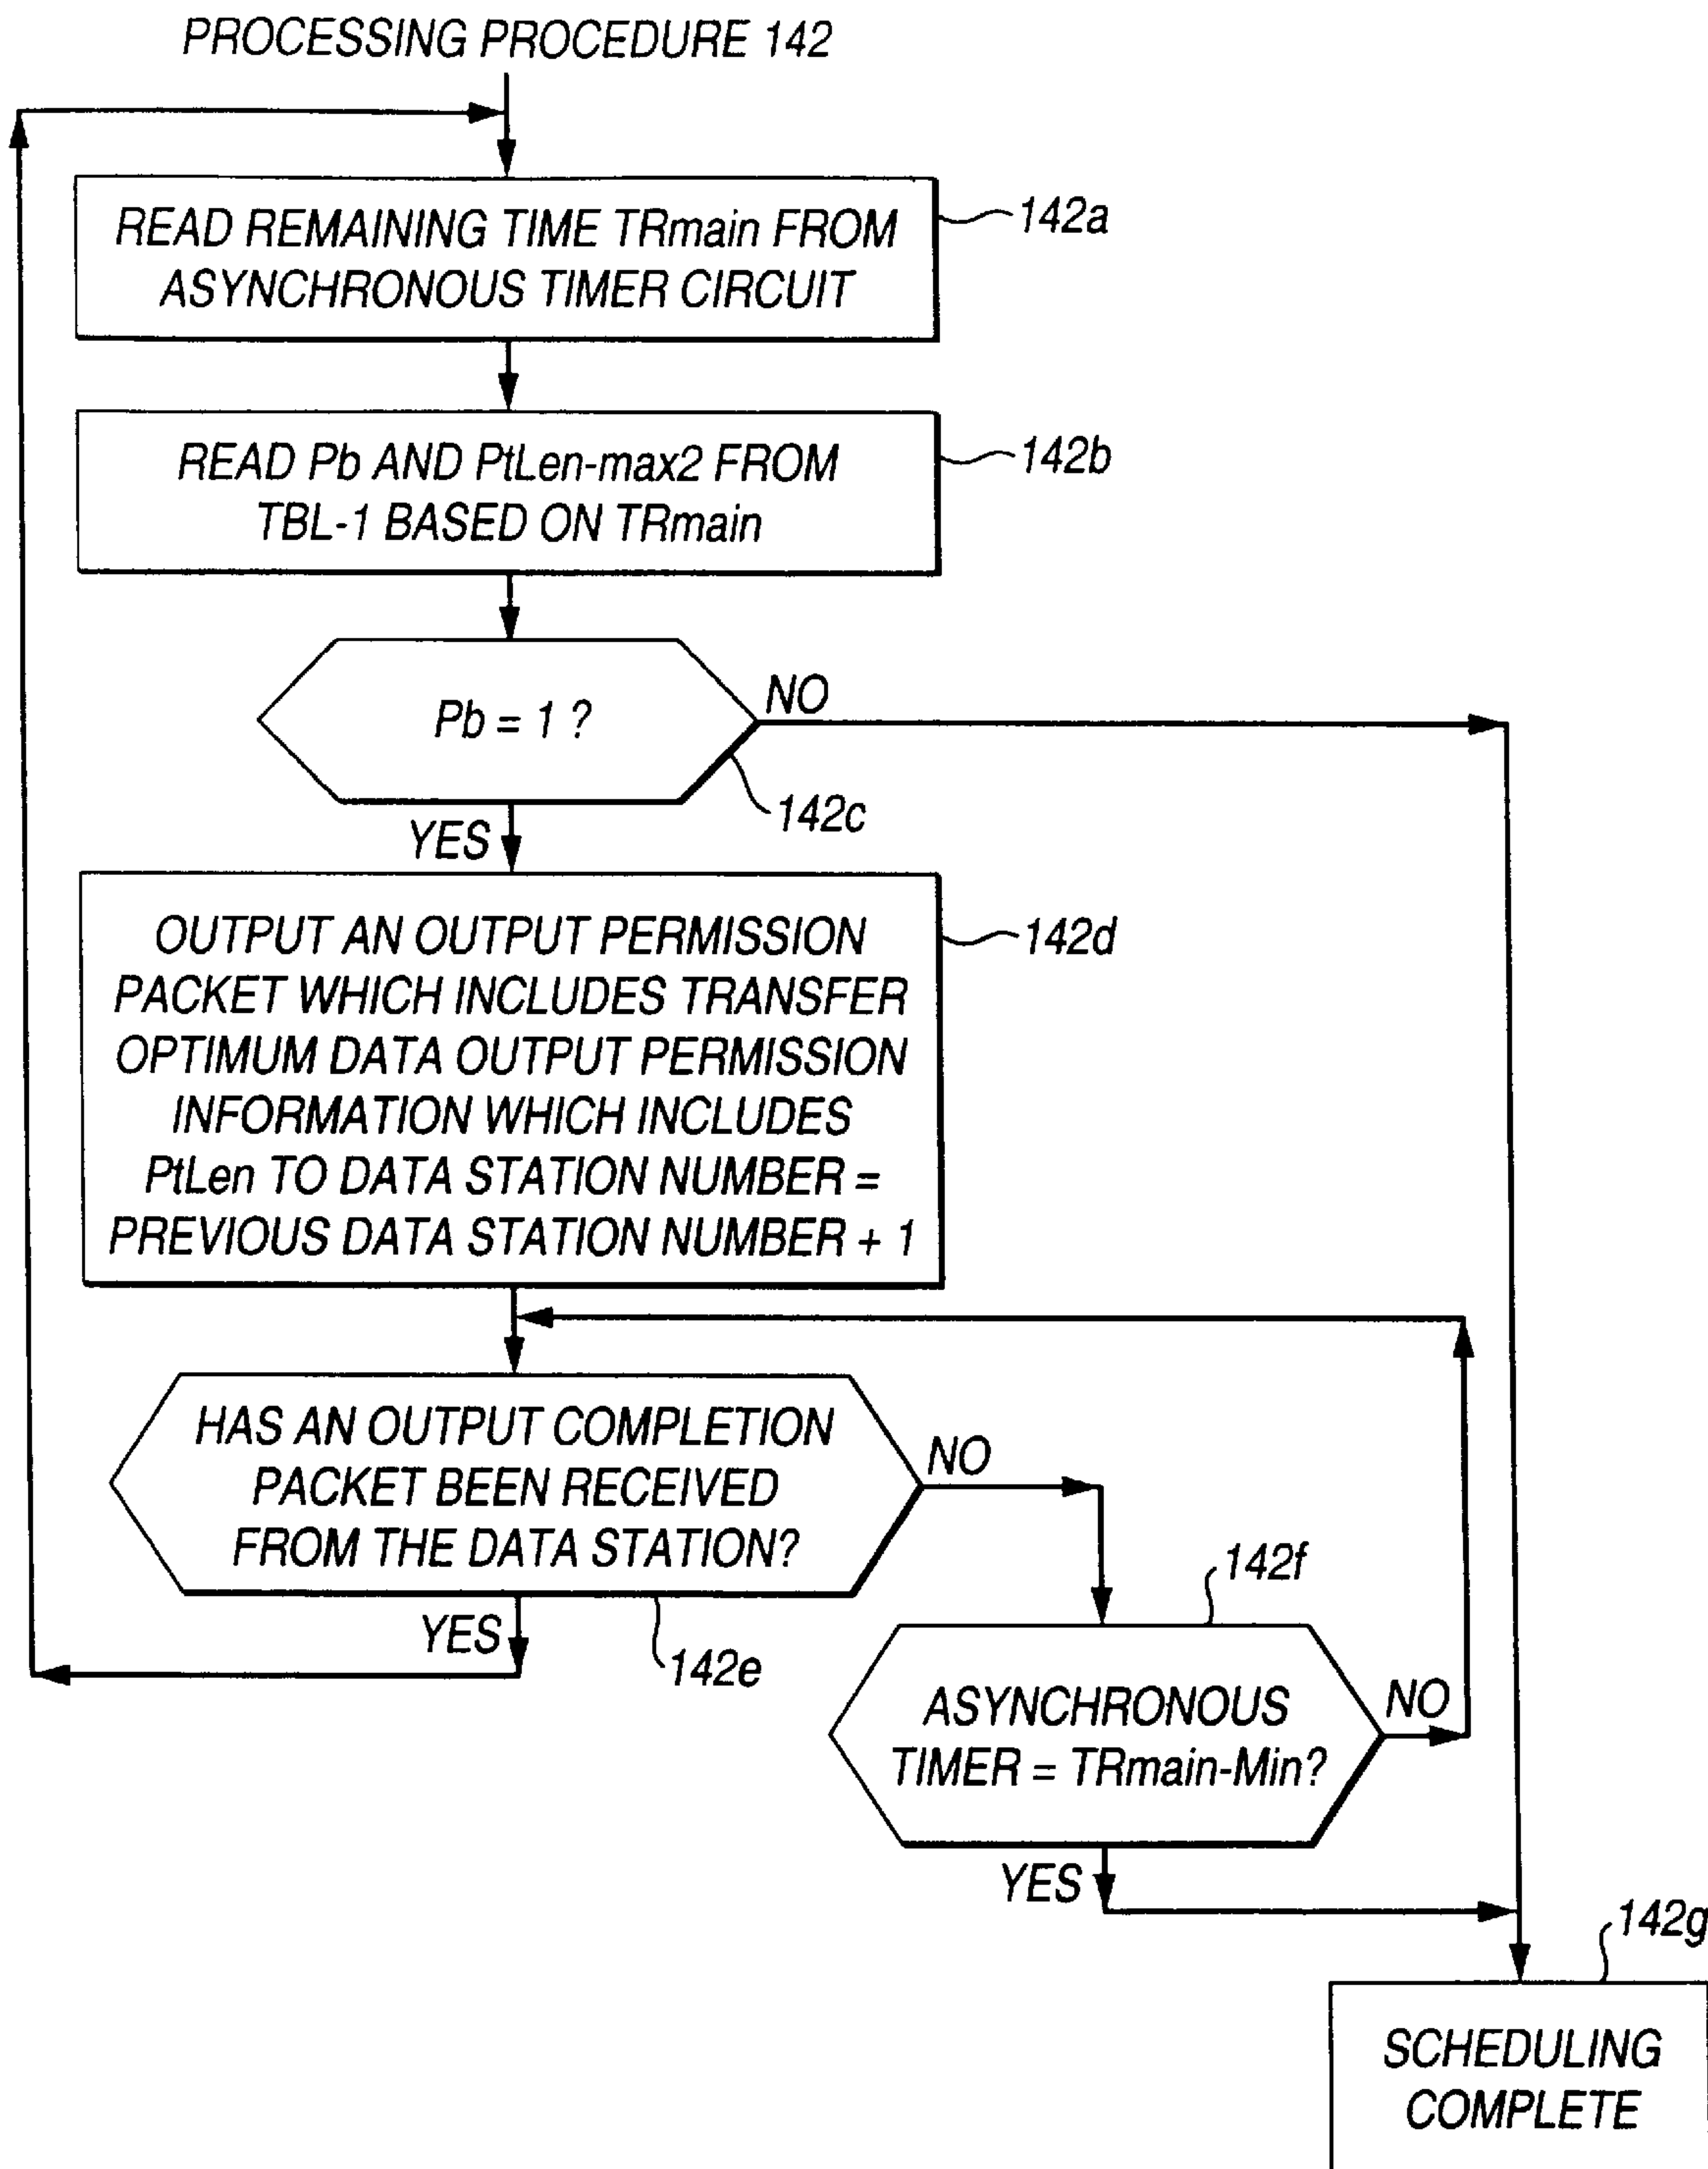 PROCESSING PROCEDURE 142
READ REMAINING TIME TRmain FROM
ASYNCHRONOUS TIMER CIRCUIT
142a
READ Pb AND PtLen-max2 FROM
TBL-1 BASED ON TRmain
142b
Pb = 1 ?
NO
142c
YES
OUTPUT AN OUTPUT PERMISSION
PACKET WHICH INCLUDES TRANSFER
OPTIMUM DATA OUTPUT PERMISSION
INFORMATION WHICH INCLUDES
PtLen TO DATA STATION NUMBER =
PREVIOUS DATA STATION NUMBER + 1
142d
HAS AN OUTPUT COMPLETION
PACKET BEEN RECEIVED
FROM THE DATA STATION?
NO
YES
142e
142f
ASYNCHRONOUS
TIMER = TRmain-Min?
NO
YES
142g
SCHEDULING
COMPLETE